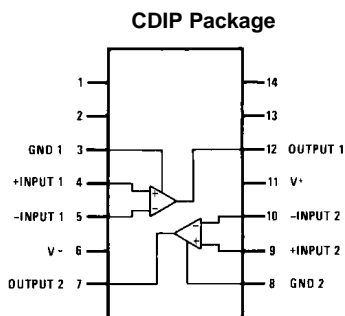 CDIP Package
1 14
2 13
GND 1 3 12 OUTPUT 1
+INPUT 1 4 11 V+
-INPUT 1 5 10 -INPUT 2
V- 6 9 +INPUT 2
OUTPUT 2 7 8 GND 2
+
-
-
+